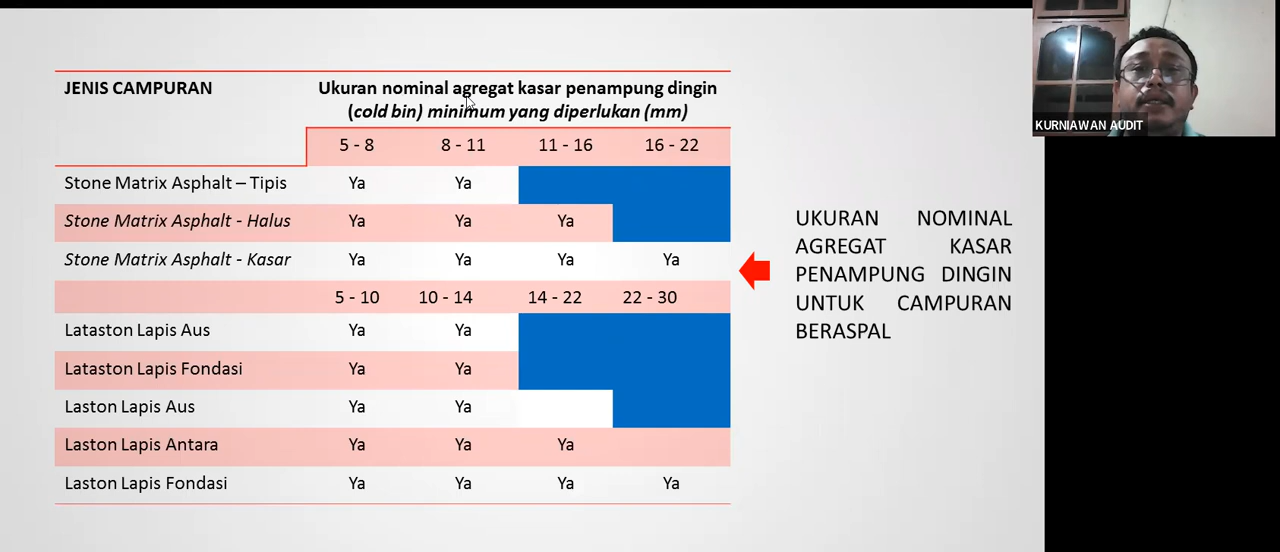 JENIS CAMPURAN
Ukuran nominal agregat kasar penampung dingin
(cold bin) minimum yang diperlukan (mm)
5 - 8 8 - 11 11 - 16 16 - 22
Stone Matrix Asphalt – Tipis Ya Ya
Stone Matrix Asphalt - Halus Ya Ya Ya
Stone Matrix Asphalt - Kasar Ya Ya Ya Ya
5 - 10 10 - 14 14 - 22 22 - 30
Lataston Lapis Aus Ya Ya
Lataston Lapis Fondasi Ya Ya
Laston Lapis Aus Ya Ya
Laston Lapis Antara Ya Ya Ya
Laston Lapis Fondasi Ya Ya Ya Ya
UKURAN NOMINAL
AGREGAT KASAR
PENAMPUNG DINGIN
UNTUK CAMPURAN
BERASPAL
KURNIAWAN AUDIT